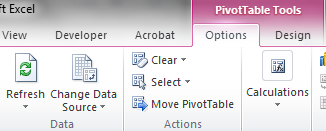 ft Excel
PivotTable Tools
View Developer Acrobat Options Design
Refresh
Change Data
Source
Data
Clear
Select
Move PivotTable
Actions
Calculations